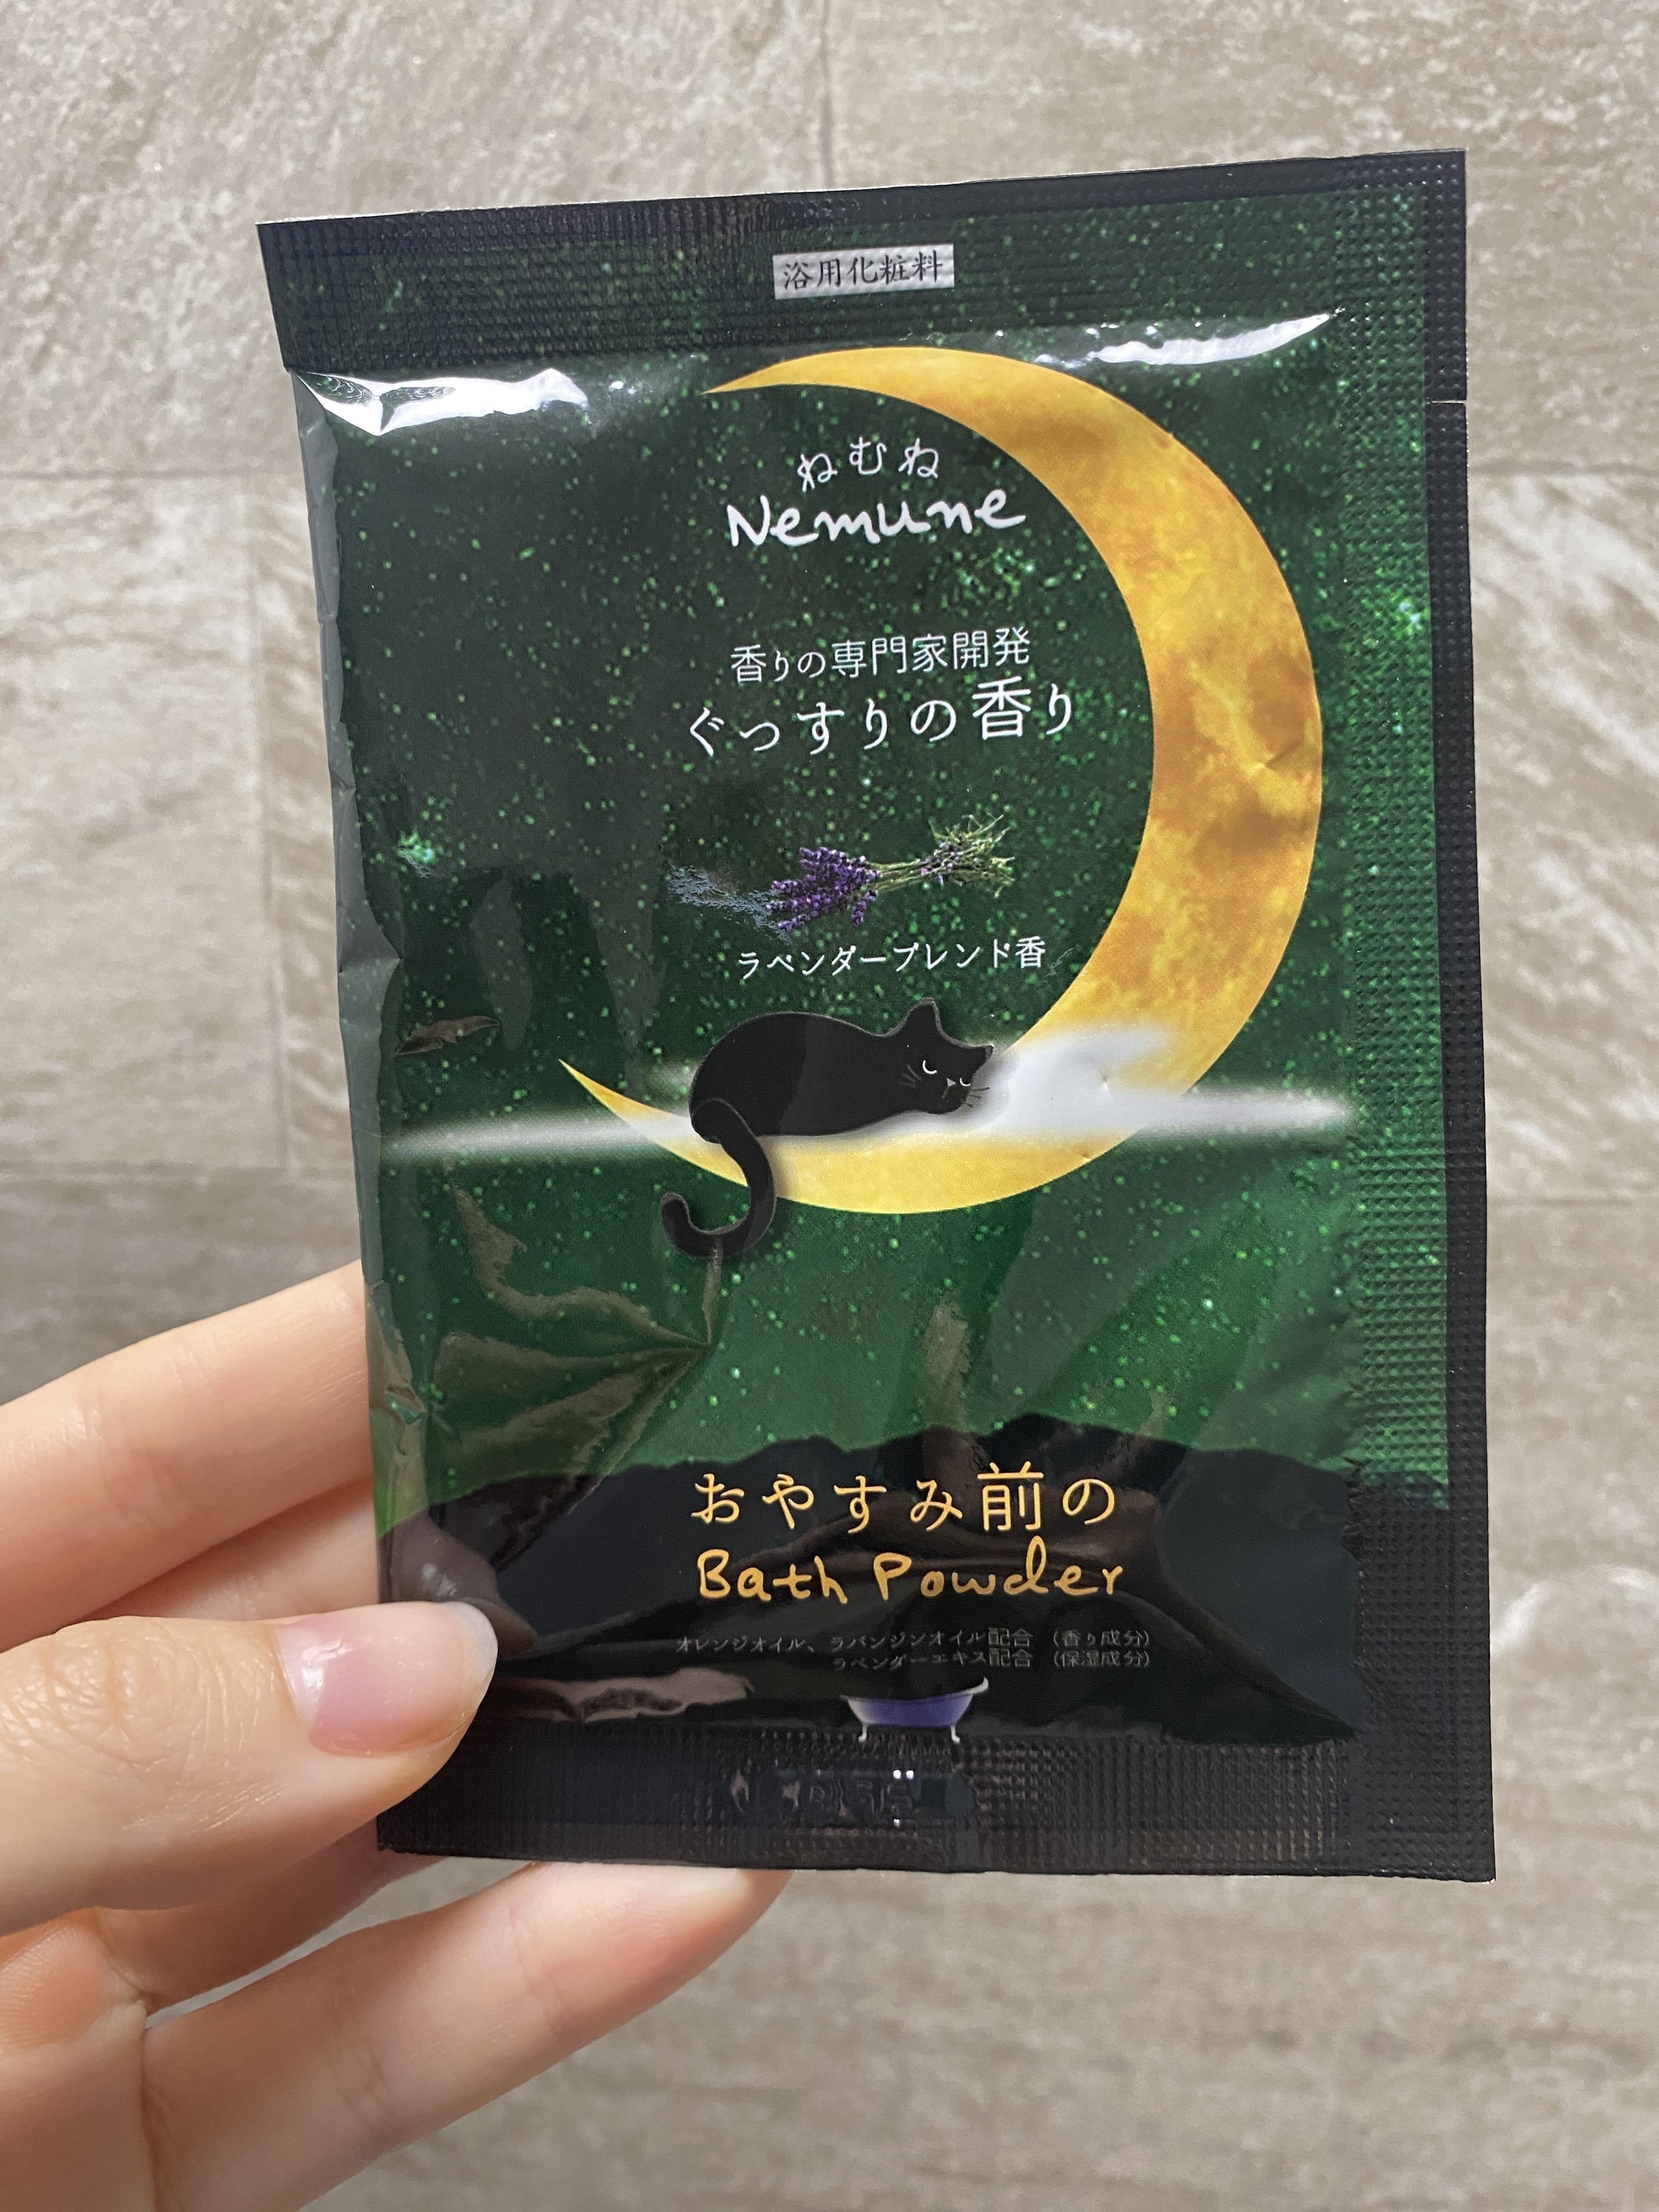 浴用化粧料
ねむね
Nemune
香りの専門家開発
ぐっすりの香り
ラベンダーブレンド香
おやすみ前の
Bath Powder
オレンジオイル、ラバンジンオイル配合 (香り成分)
ラベンダーエキス配合 (保湿成分)